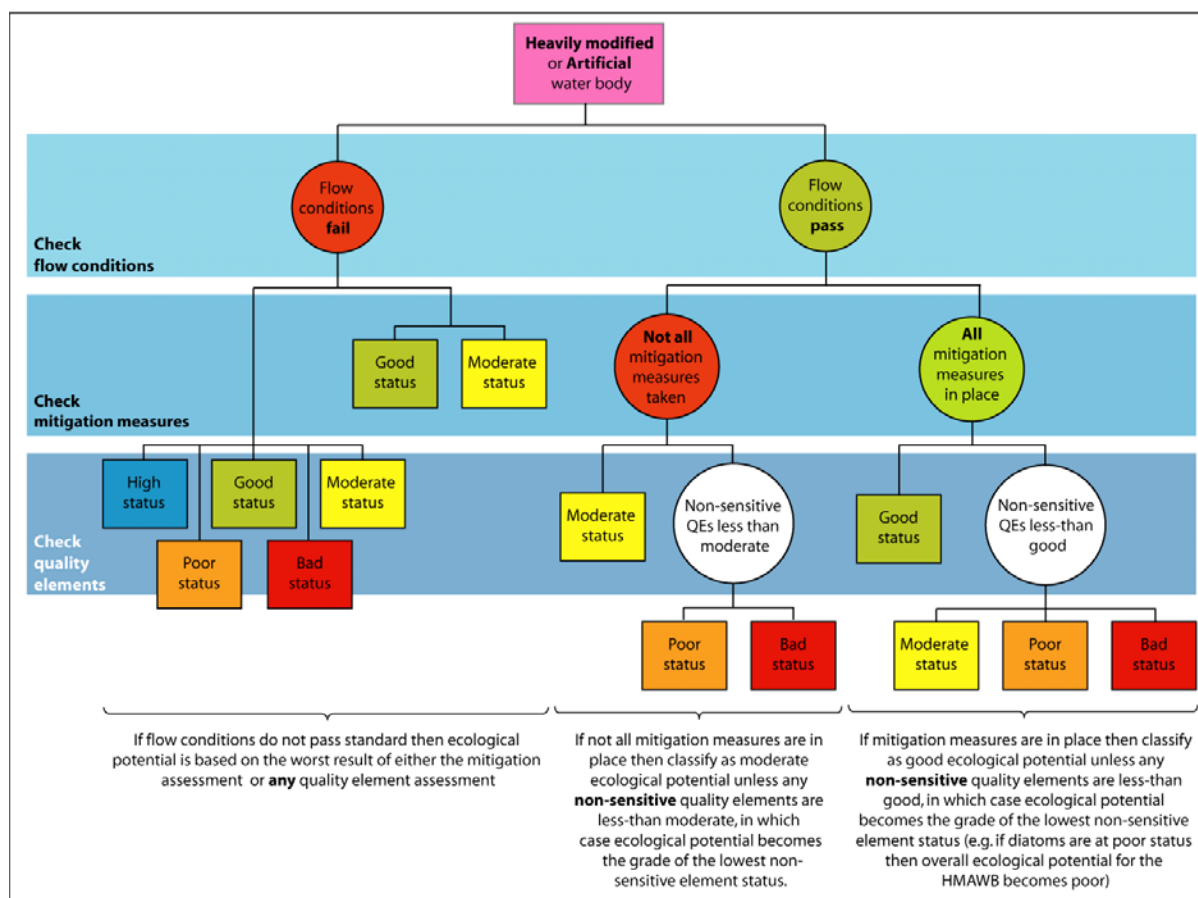 Heavily modified
or Artificial
water body
Flow
conditions
fail
Flow
conditions
pass
Check
flow conditions
Good
status
Moderate
status
Not all
mitigation
measures
taken
All
mitigation
measures
in place
Check
mitigation measures
High
status
Good
status
Moderate
status
Poor
status
Bad
status
Moderate
status
Non-sensitive
QEs less than
moderate
Good
status
Non-sensitive
QEs less-than
good
Check
quality
elements
Poor
status
Bad
status
Moderate
status
Poor
status
Bad
status
If flow conditions do not pass standard then ecological
potential is based on the worst result of either the mitigation
assessment or any quality element assessment
If not all mitigation measures are in
place then classify as moderate
ecological potential unless any
non-sensitive quality elements are
less-than moderate, in which
case ecological potential becomes
the grade of the lowest non-
sensitive element status.
If mitigation measures are in place then classify
as good ecological potential unless any
non-sensitive quality elements are less-than
good, in which case ecological potential
becomes the grade of the lowest non-sensitive
element status (e.g. if diatoms are at poor status
then overall ecological potential for the
HMAWB becomes poor)